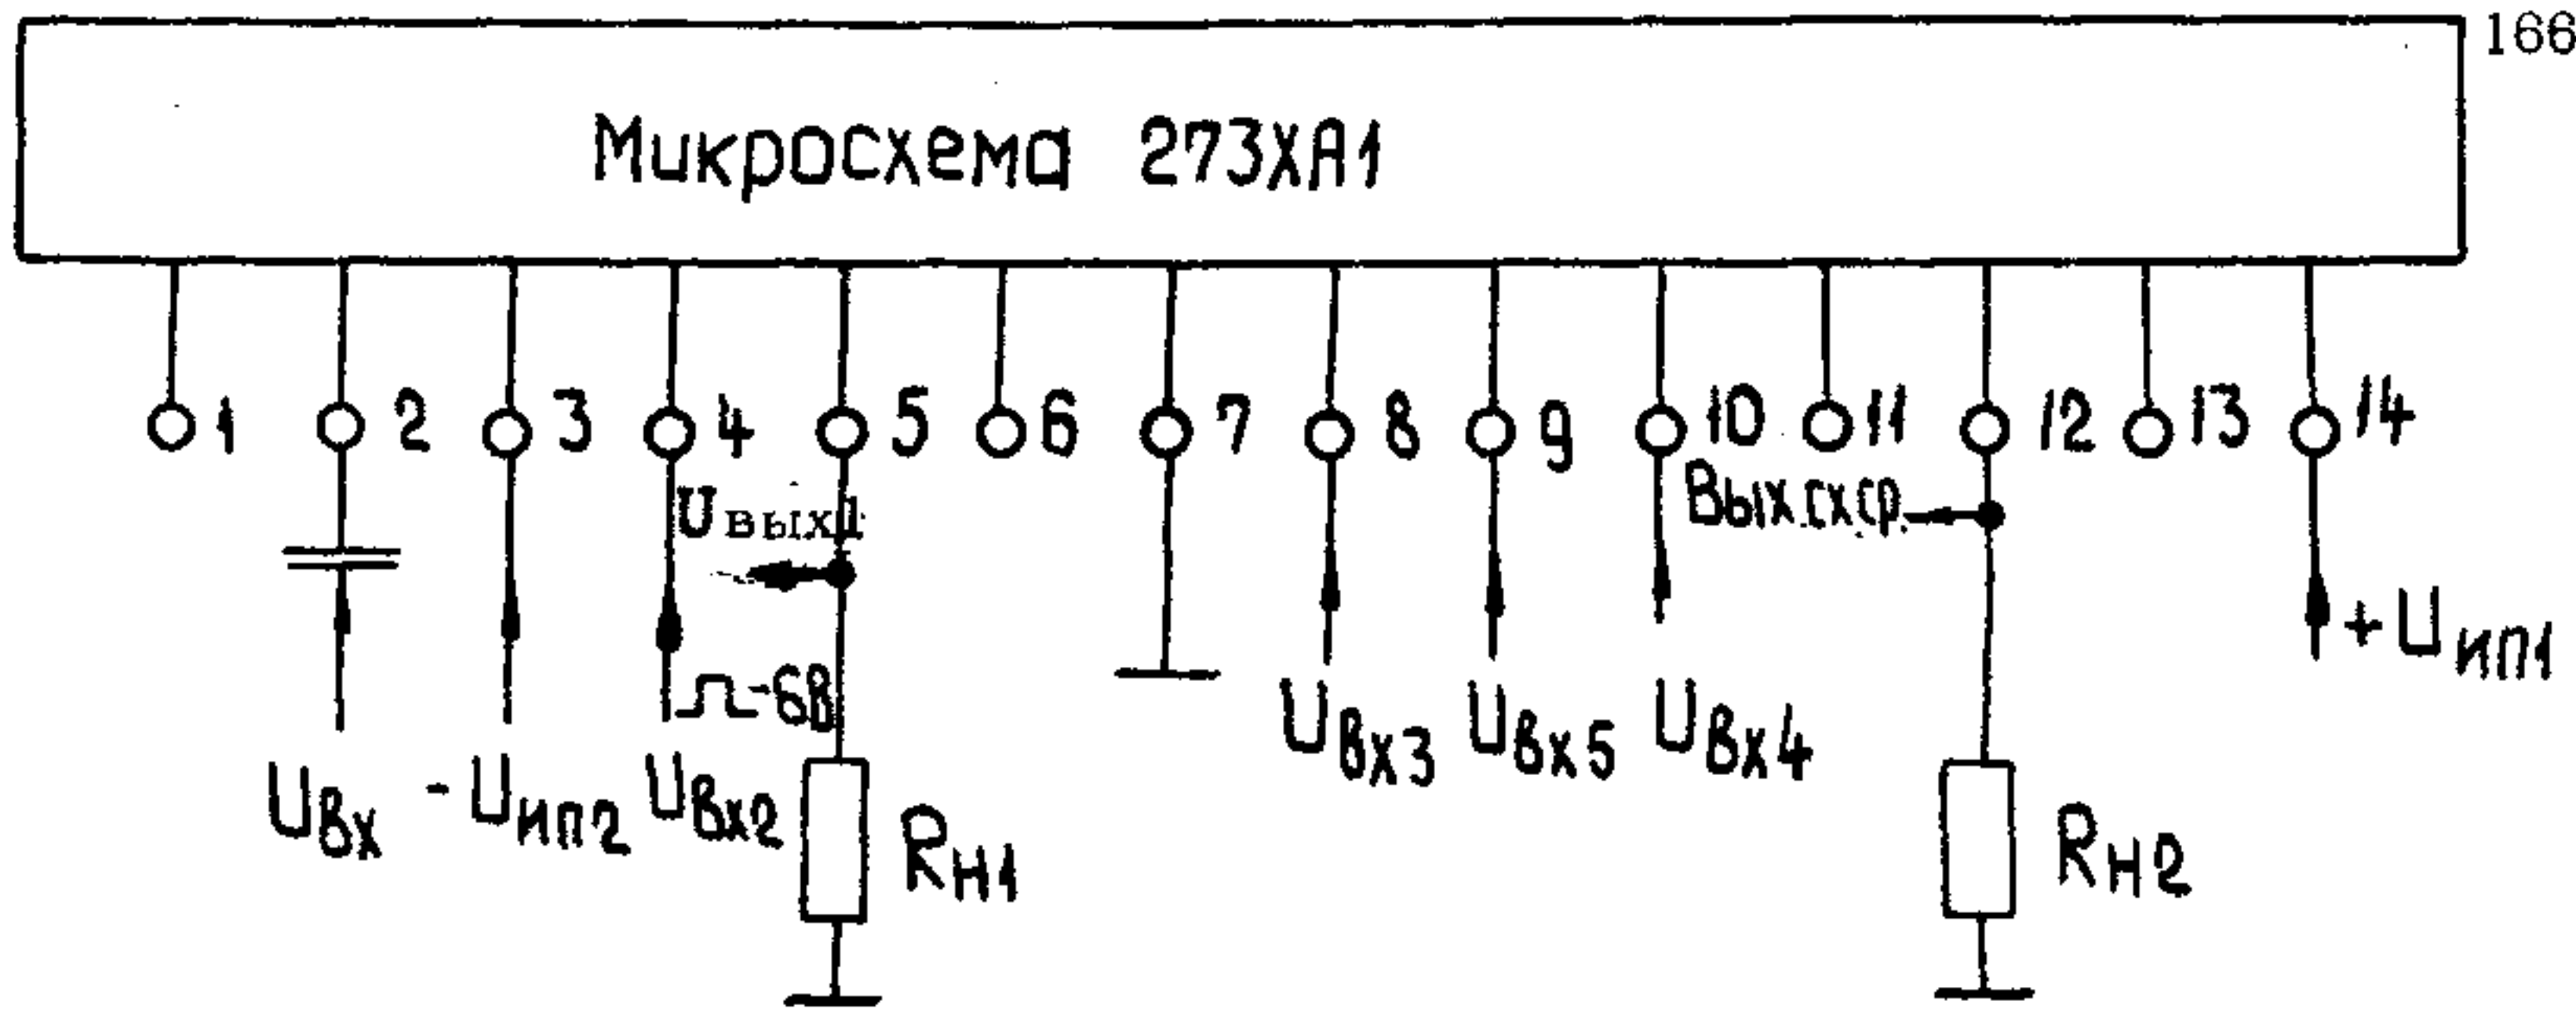 166
Микросхема 273ХА1
1 2 3 4 5 6 7 8 9 10 11 12 13 14
Uвых1
Вых.сх.ср.
-6В
+Uип1
Uвх -Uип2 Uвх2 Uвх3 Uвх5 Uвх4
Rн1 Rн2